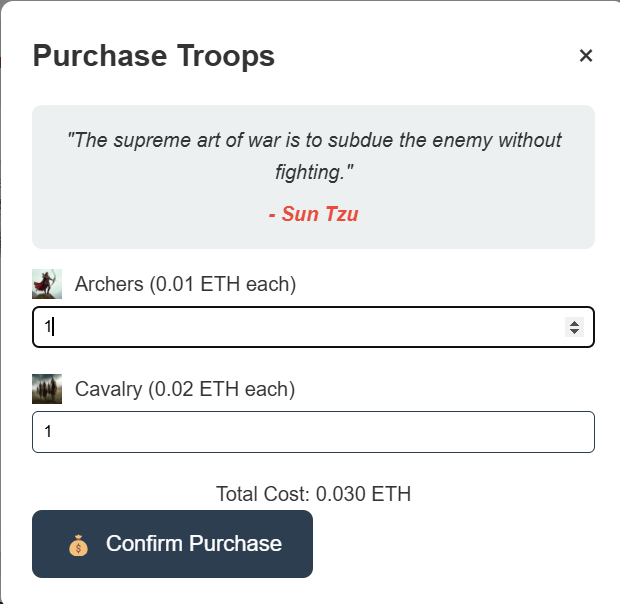 Purchase Troops ×
"The supreme art of war is to subdue the enemy without
fighting."
- Sun Tzu
Archers (0.01 ETH each)
1
Cavalry (0.02 ETH each)
1
Total Cost: 0.030 ETH
$ Confirm Purchase